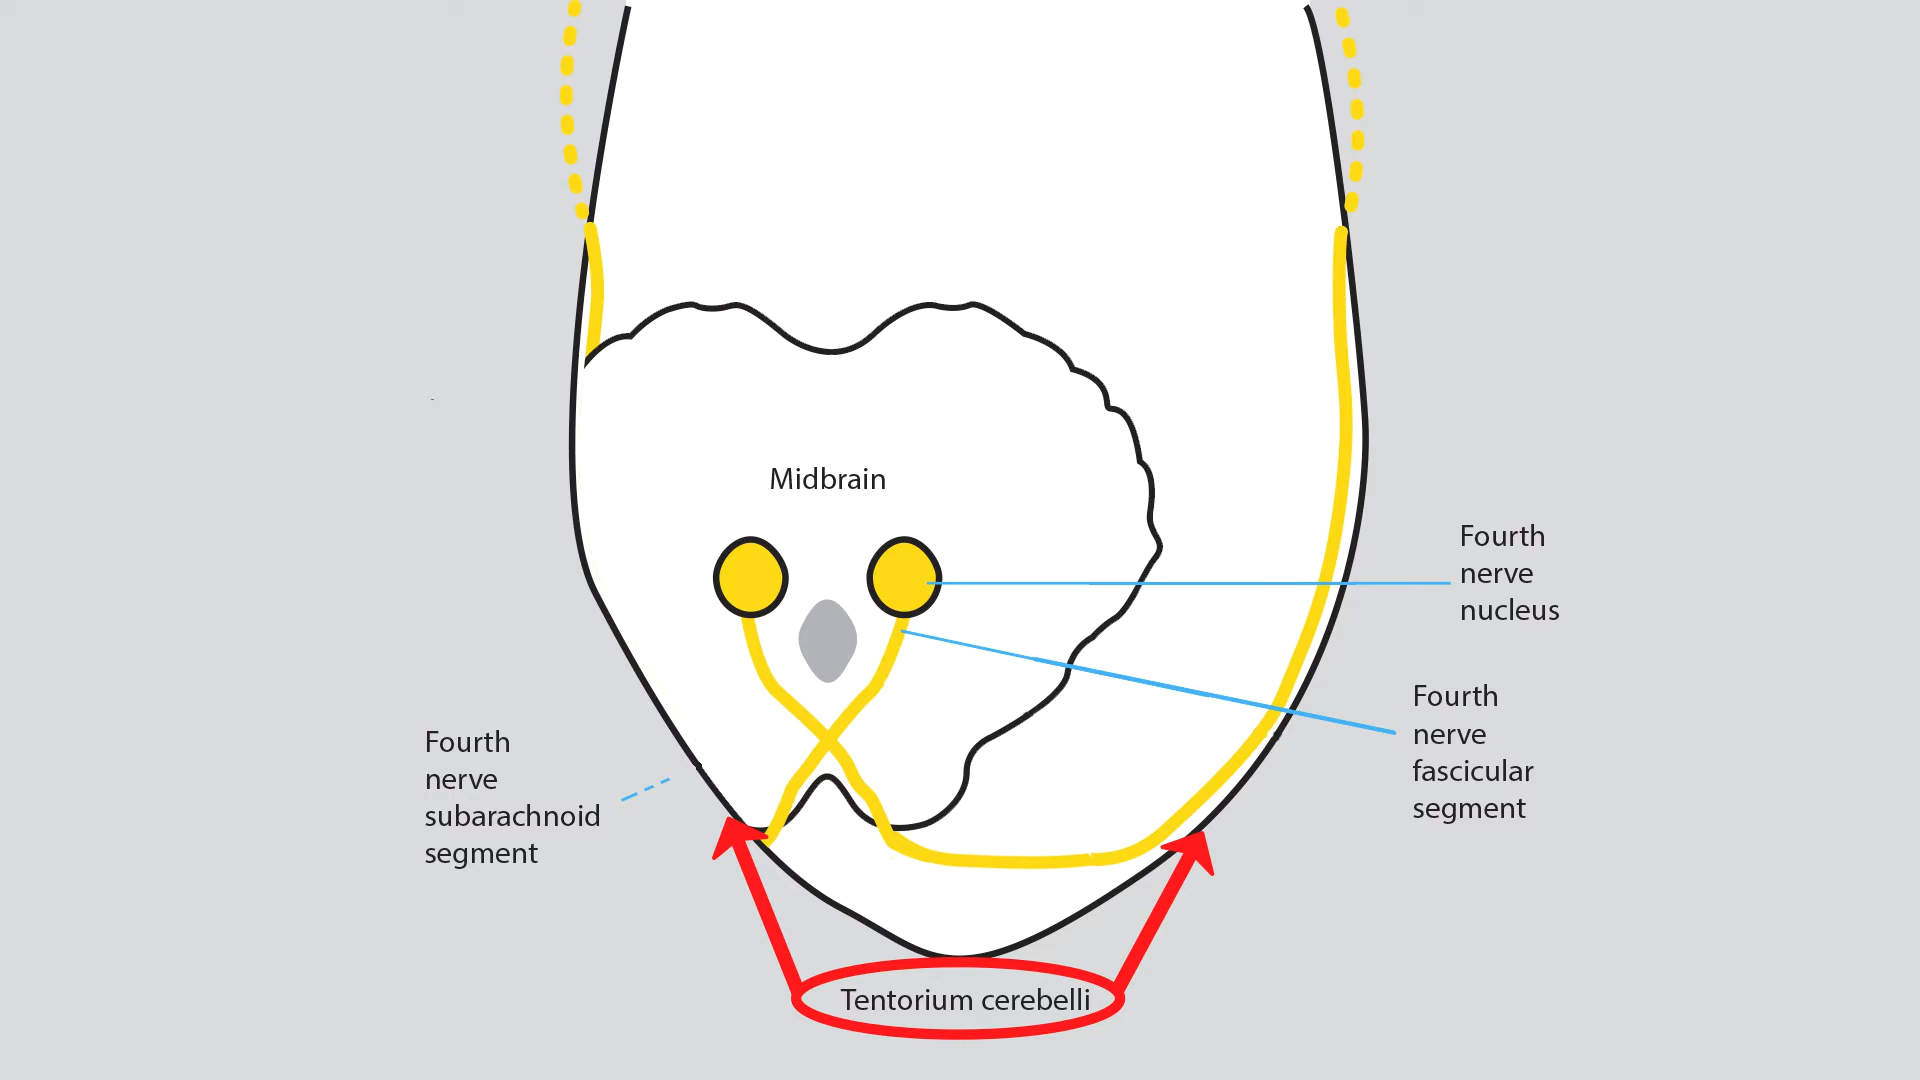 Midbrain
Fourth
nerve
nucleus
Fourth
nerve
fascicular
segment
Fourth
nerve
subarachnoid
segment
Tentorium cerebelli